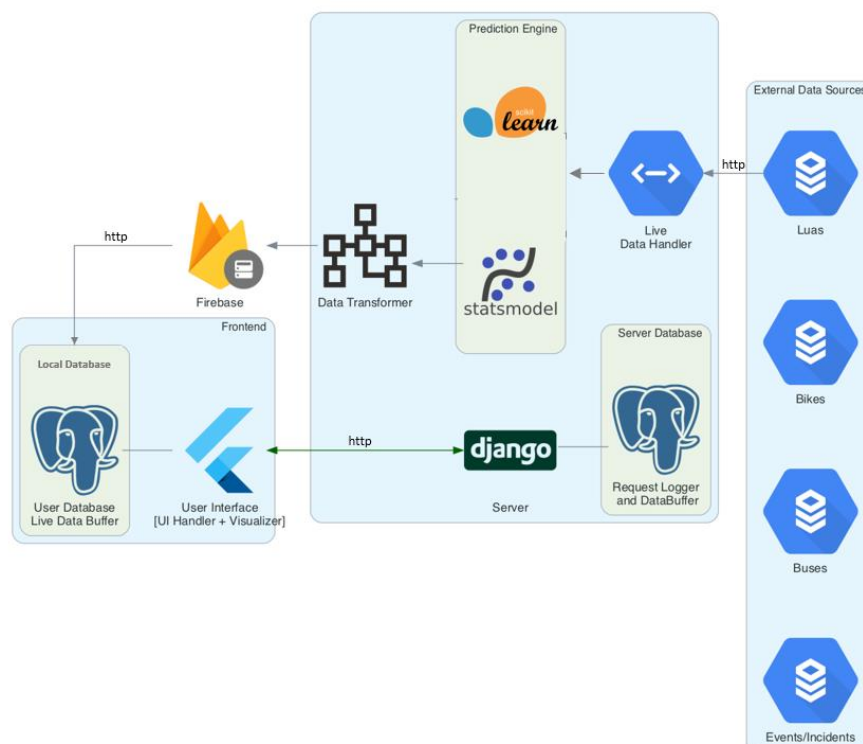 Prediction Engine
scikit
learn
External Data Sources
http
Luas
Live
Data Handler
http
Firebase
Data Transformer
statsmodel
Frontend
Server Database
Local Database
Bikes
http
django
User Database
Live Data Buffer
User Interface
[UI Handler + Visualizer]
Request Logger
and DataBuffer
Server
Buses
Events/Incidents